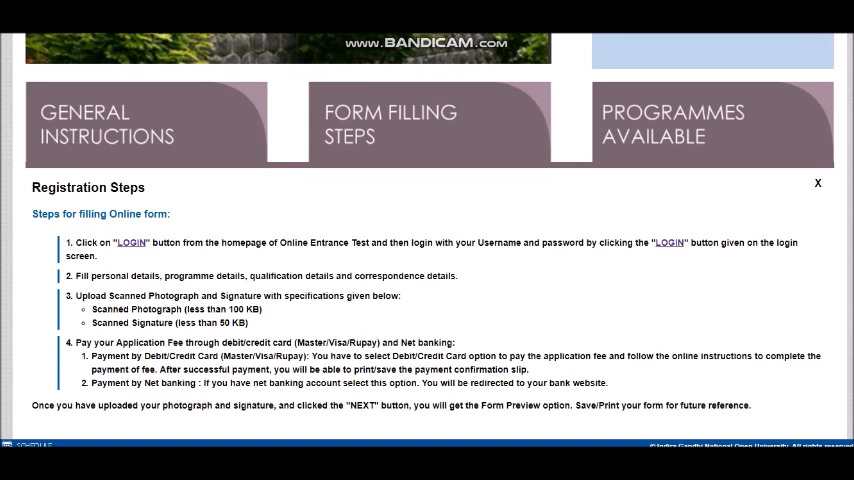 www.BANDICAM.com
GENERAL
INSTRUCTIONS
FORM FILLING
STEPS
PROGRAMMES
AVAILABLE
Registration Steps
X
Steps for filling Online form:
1. Click on "LOGIN" button from the homepage of Online Entrance Test and then login with your Username and password by clicking the "LOGIN" button given on the login
screen.
2. Fill personal details, programme details, qualification details and correspondence details.
3. Upload Scanned Photograph and Signature with specifications given below:
Scanned Photograph (less than 100 KB)
Scanned Signature (less than 50 KB)
4. Pay your Application Fee through debit/credit card (Master/Visa/Rupay) and Net banking:
1. Payment by Debit/Credit Card (Master/Visa/Rupay): You have to select Debit/Credit Card option to pay the application fee and follow the online instructions to complete the
payment of fee. After successful payment, you will be able to print/save the payment confirmation slip.
2. Payment by Net banking : If you have net banking account select this option. You will be redirected to your bank website.
Once you have uploaded your photograph and signature, and clicked the "NEXT" button, you will get the Form Preview option. Save/Print your form for future reference.
SCHEDULE
© Indira Gandhi National Open University. All rights reserved